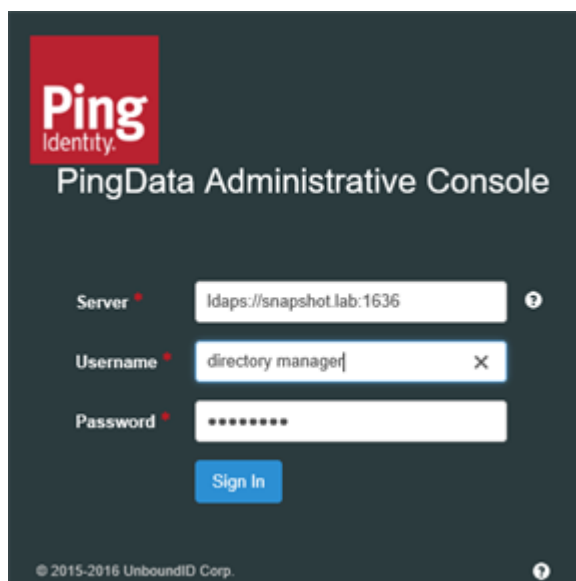 Ping
Identity.
PingData Administrative Console
Server *
ldaps://snapshot.lab:1636
?
Username *
directory manager
Password *
••••••••
Sign In
© 2015-2016 UnboundID Corp.
?